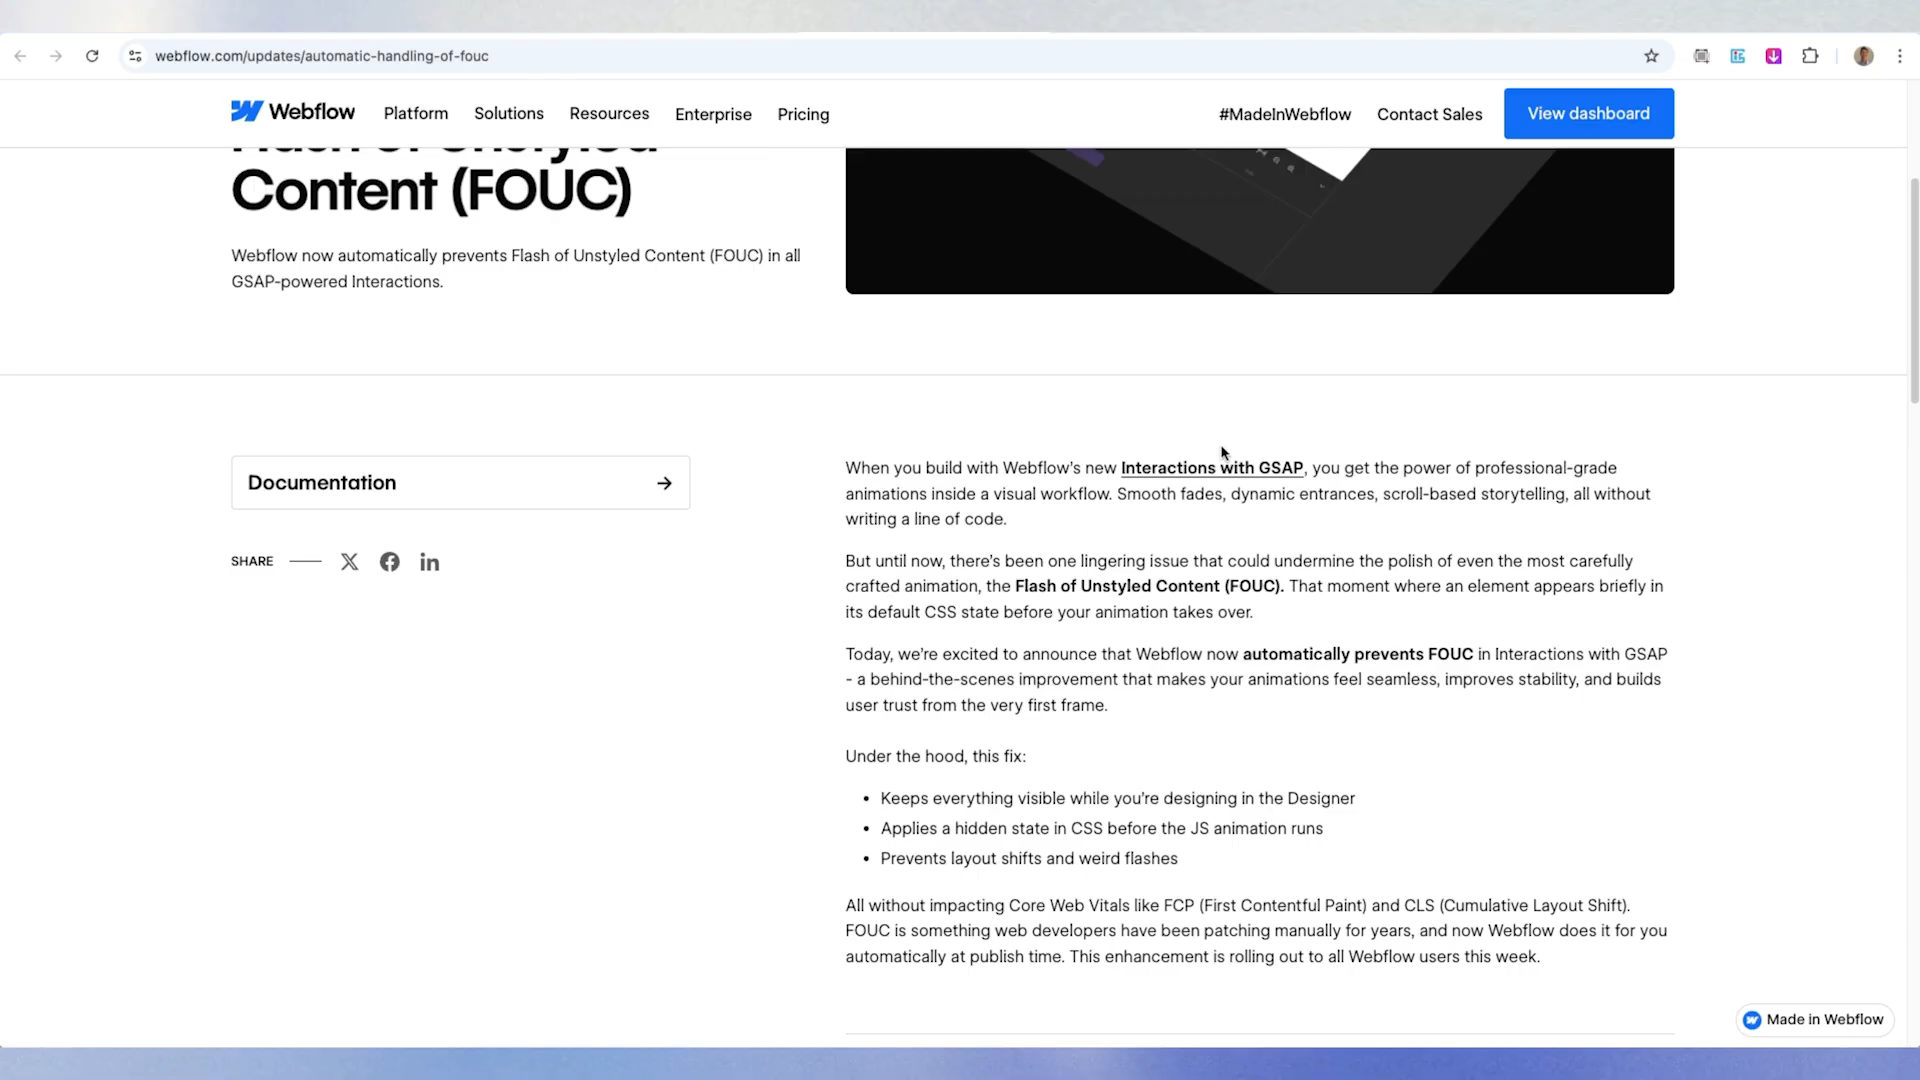 webflow.com/updates/automatic-handling-of-fouc
Webflow
Platform
Solutions
Resources
Enterprise
Pricing
#MadeInWebflow
Contact Sales
View dashboard
Flash of Unstyled
Content (FOUC)
Webflow now automatically prevents Flash of Unstyled Content (FOUC) in all
GSAP-powered Interactions.
Documentation
SHARE
When you build with Webflow's new Interactions with GSAP, you get the power of professional-grade
animations inside a visual workflow. Smooth fades, dynamic entrances, scroll-based storytelling, all without
writing a line of code.
But until now, there's been one lingering issue that could undermine the polish of even the most carefully
crafted animation, the Flash of Unstyled Content (FOUC). That moment where an element appears briefly in
its default CSS state before your animation takes over.
Today, we're excited to announce that Webflow now automatically prevents FOUC in Interactions with GSAP
- a behind-the-scenes improvement that makes your animations feel seamless, improves stability, and builds
user trust from the very first frame.
Under the hood, this fix:
• Keeps everything visible while you're designing in the Designer
• Applies a hidden state in CSS before the JS animation runs
• Prevents layout shifts and weird flashes
All without impacting Core Web Vitals like FCP (First Contentful Paint) and CLS (Cumulative Layout Shift).
FOUC is something web developers have been patching manually for years, and now Webflow does it for you
automatically at publish time. This enhancement is rolling out to all Webflow users this week.
Made in Webflow